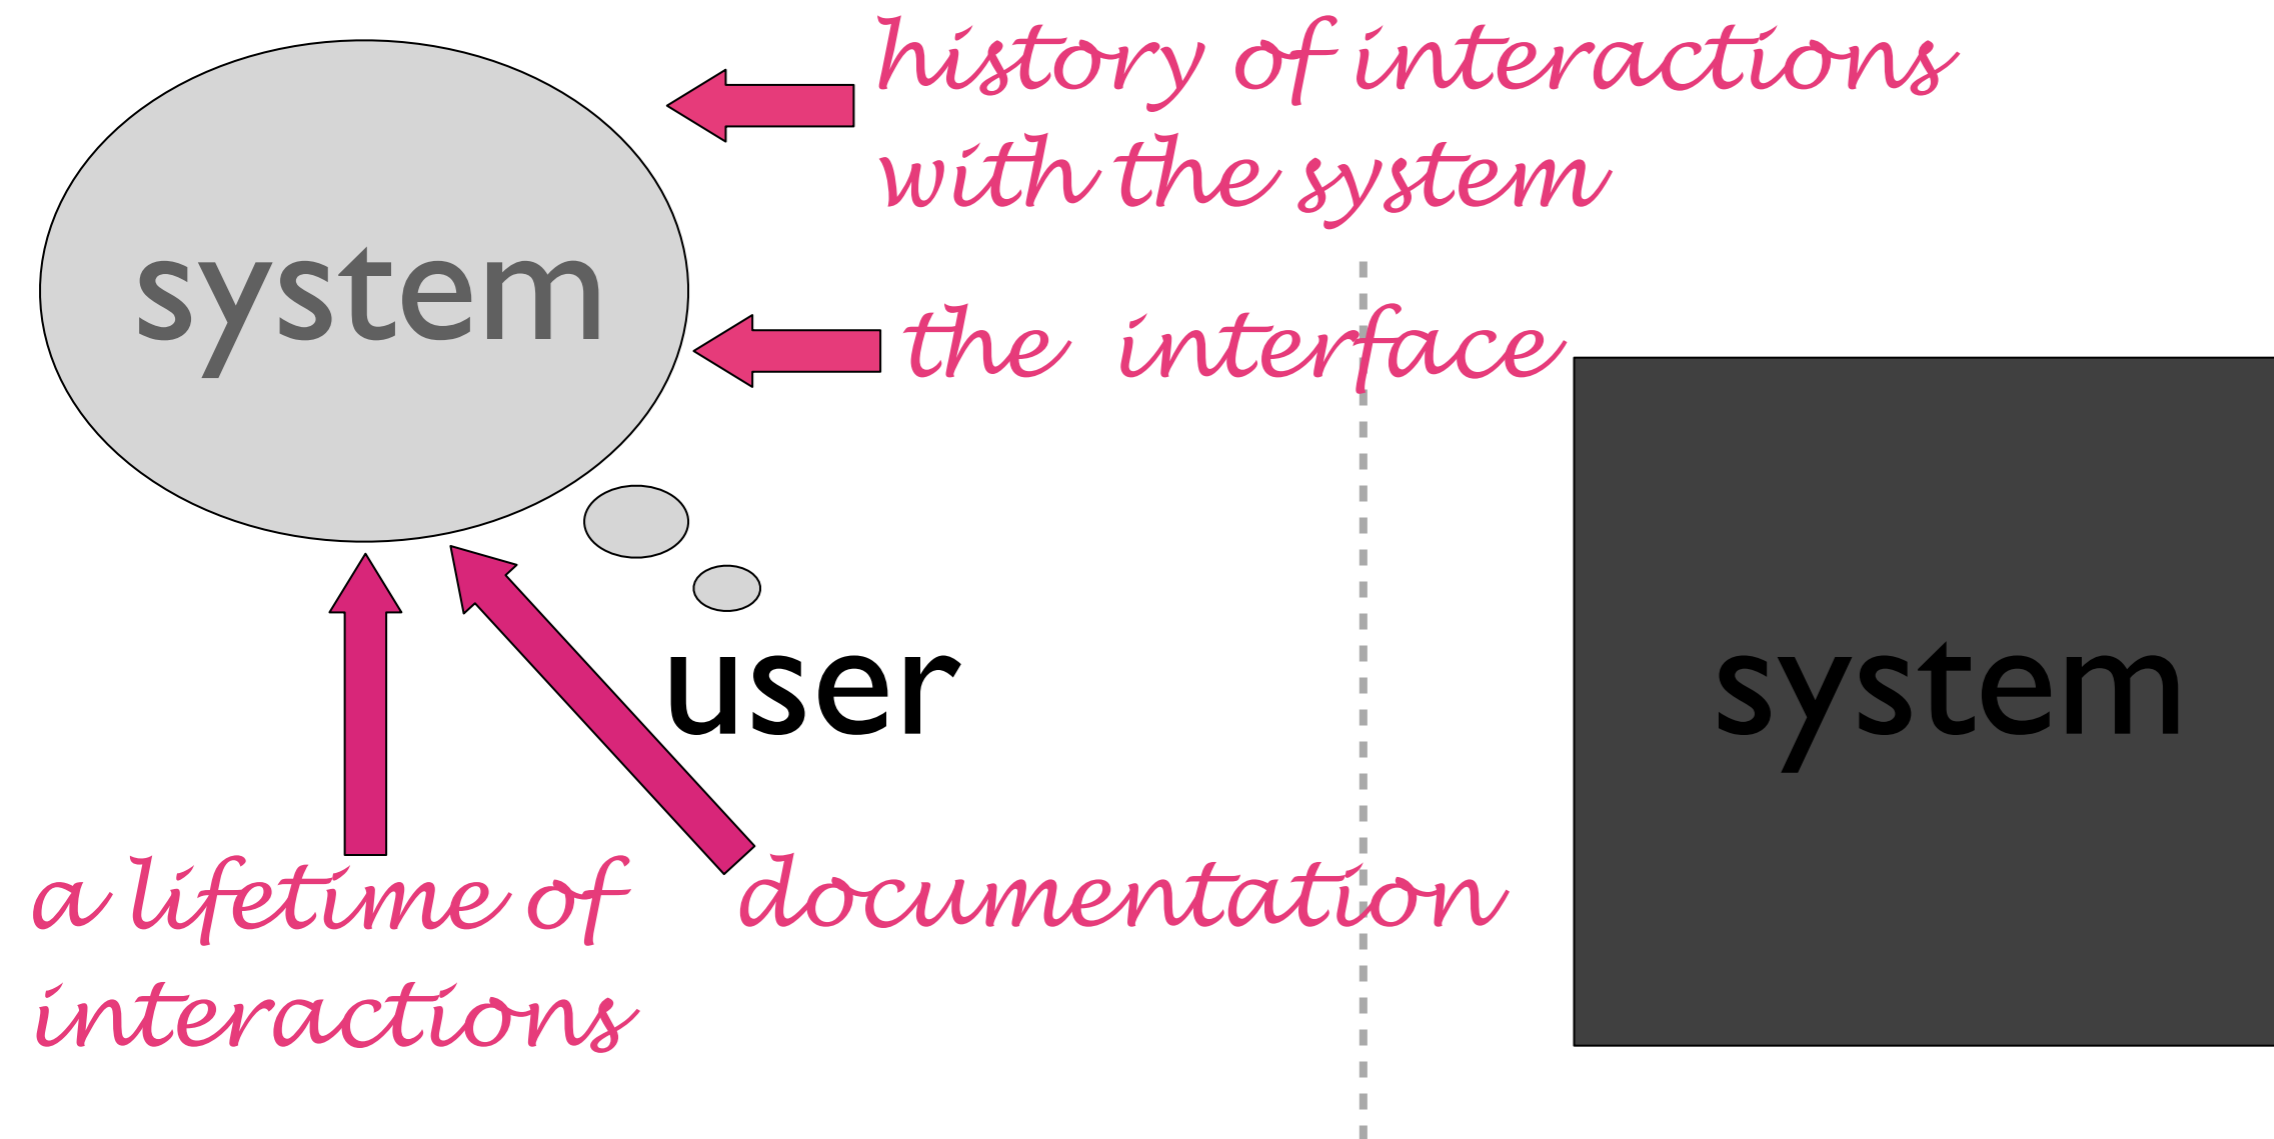 history of interactions
with the system
system
the interface
user
system
a lifetime of
interactions
documentation